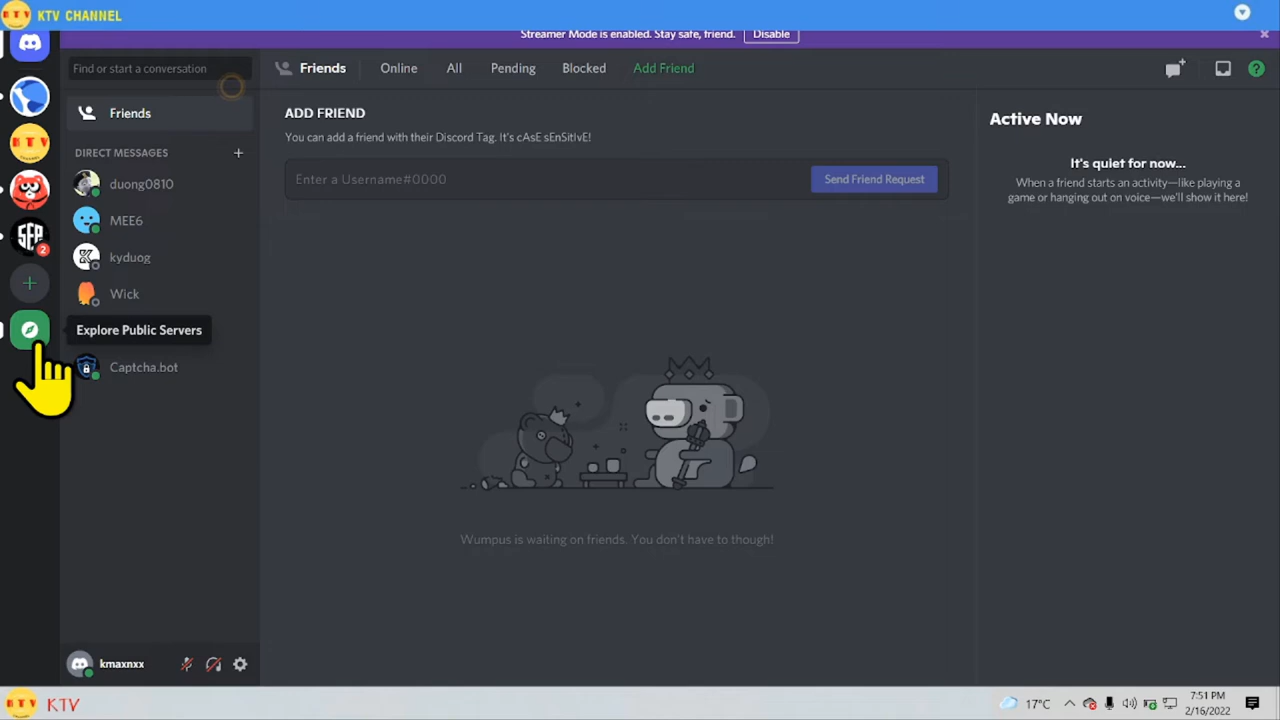 KTV CHANNEL
Streamer Mode is enabled. Stay safe, friend.
Disable
Find or start a conversation
Friends
Online
All
Pending
Blocked
Add Friend
Friends
DIRECT MESSAGES
duong0810
MEE6
kyduog
Wick
Explore Public Servers
Captcha.bot
ADD FRIEND
You can add a friend with their Discord Tag. It's cAsE sEnSitIvE!
Enter a Username#0000
Send Friend Request
Wumpus is waiting on friends. You don't have to though!
Active Now
It's quiet for now...
When a friend starts an activity—like playing a
game or hanging out on voice—we'll show it here!
SEP
2
kmaxnxx
KTV
17°C
7:51 PM
2/16/2022